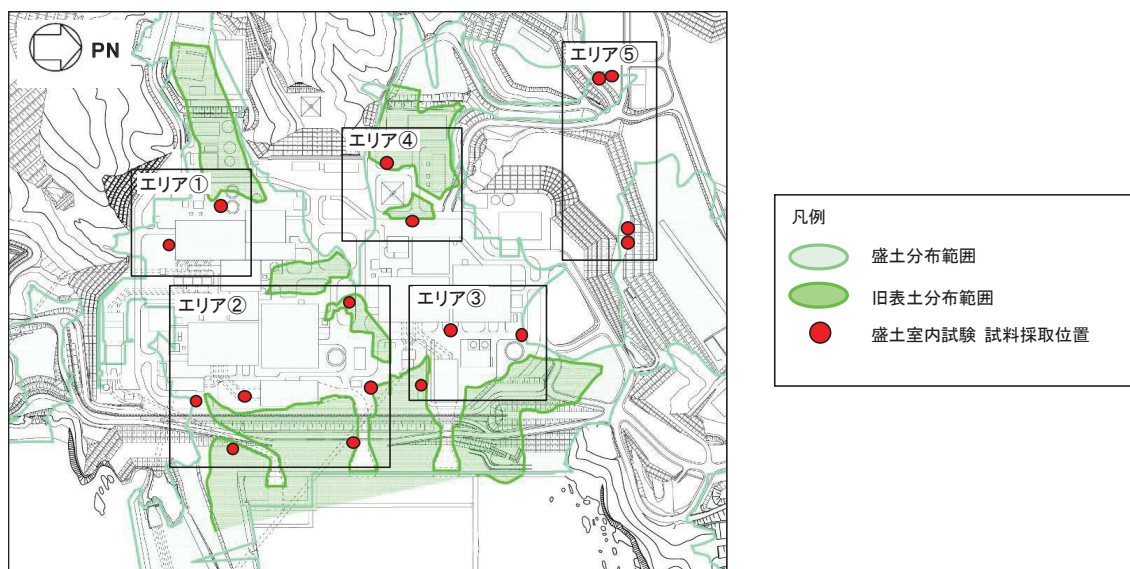 PN
エリア⑤
エリア④
エリア①
エリア②
エリア③
凡例
盛土分布範囲
旧表土分布範囲
盛土室内試験 試料採取位置